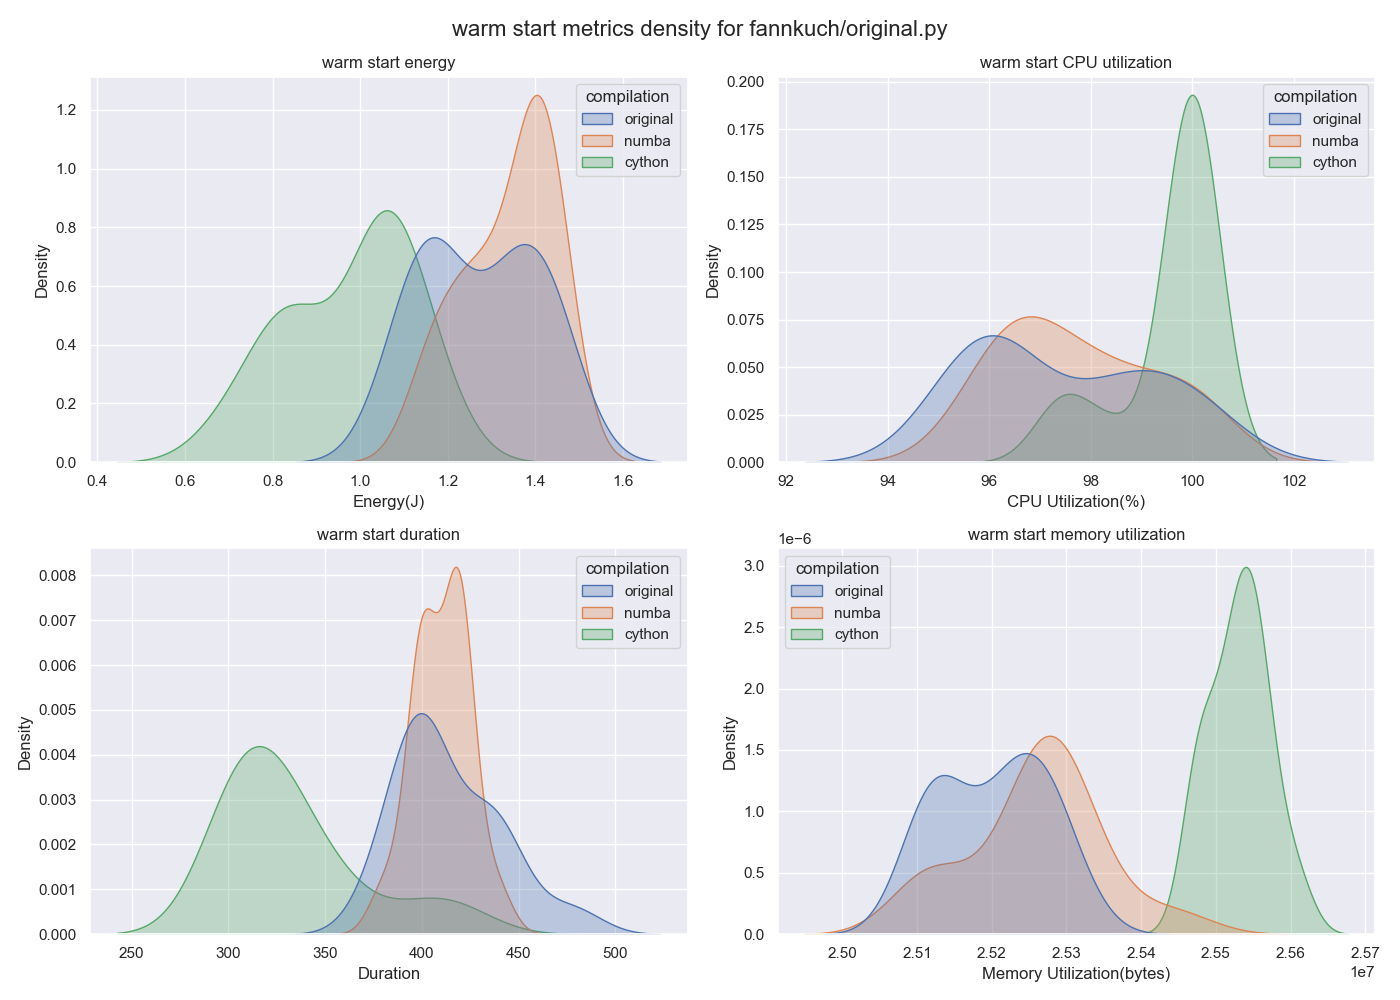 warm start metrics density for fannkuch/original.py
warm start energy
Density
1.2
1.0
0.8
0.6
0.4
0.2
0.0
0.4 0.6 0.8 1.0 1.2 1.4 1.6
Energy(J)
compilation
original
numba
cython
warm start CPU utilization
Density
0.200
0.175
0.150
0.125
0.100
0.075
0.050
0.025
0.000
92 94 96 98 100 102
CPU Utilization(%)
compilation
original
numba
cython
warm start duration
Density
0.008
0.007
0.006
0.005
0.004
0.003
0.002
0.001
0.000
250 300 350 400 450 500
Duration
compilation
original
numba
cython
warm start memory utilization
1e−6
Density
3.0
2.5
2.0
1.5
1.0
0.5
0.0
2.50 2.51 2.52 2.53 2.54 2.55 2.56 2.57
1e7
Memory Utilization(bytes)
compilation
original
numba
cython